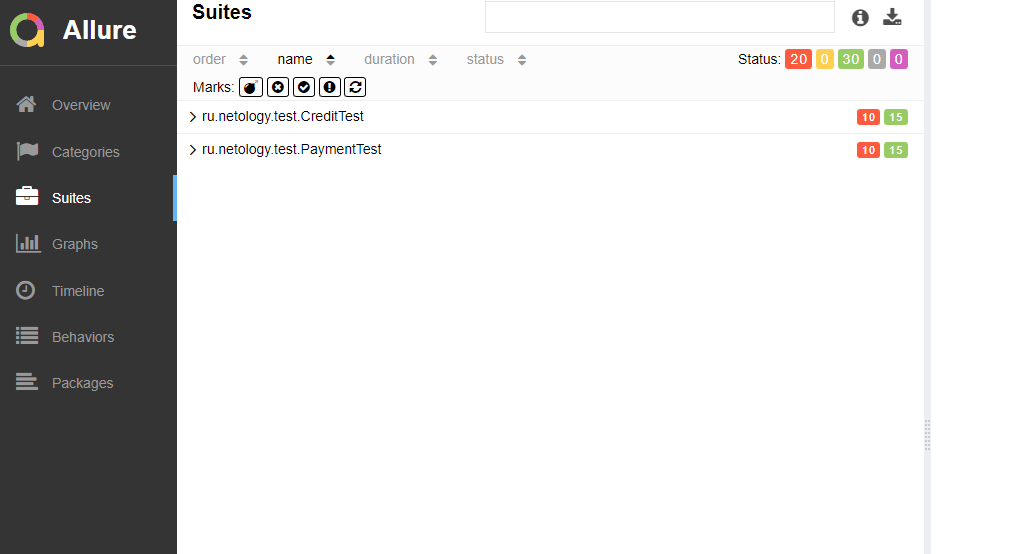 Allure
Overview
Categories
Suites
Graphs
Timeline
Behaviors
Packages
Suites
order name duration status Status: 20 0 30 0 0
Marks:
ru.netology.test.CreditTest 10 15
ru.netology.test.PaymentTest 10 15